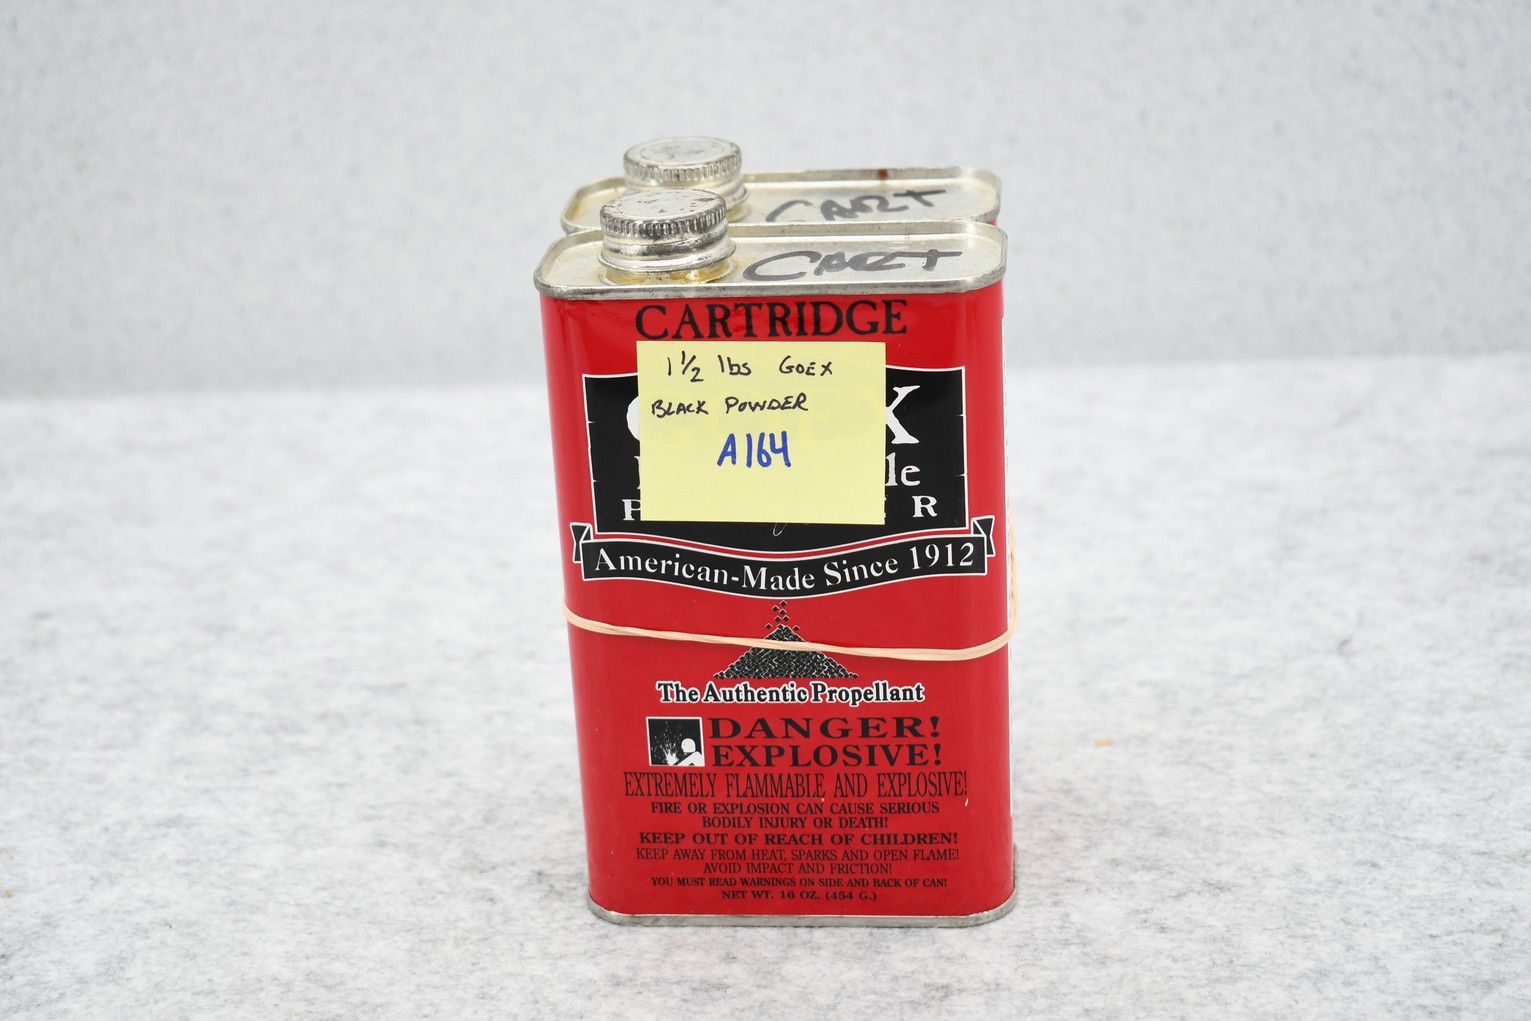 CART
CART
CARTRIDGE
1 1/2 lbs GOEX
BLACK POWDER
A164
American-Made Since 1912
The Authentic Propellant
DANGER!
EXPLOSIVE!
EXTREMELY FLAMMABLE AND EXPLOSIVE!
FIRE OR EXPLOSION CAN CAUSE SERIOUS
BODILY INJURY OR DEATH!
KEEP OUT OF REACH OF CHILDREN!
KEEP AWAY FROM HEAT, SPARKS AND OPEN FLAME!
AVOID IMPACT AND FRICTION!
YOU MUST READ WARNINGS ON SIDE AND BACK OF CAN!
NET WT. 16 OZ. (454 G.)